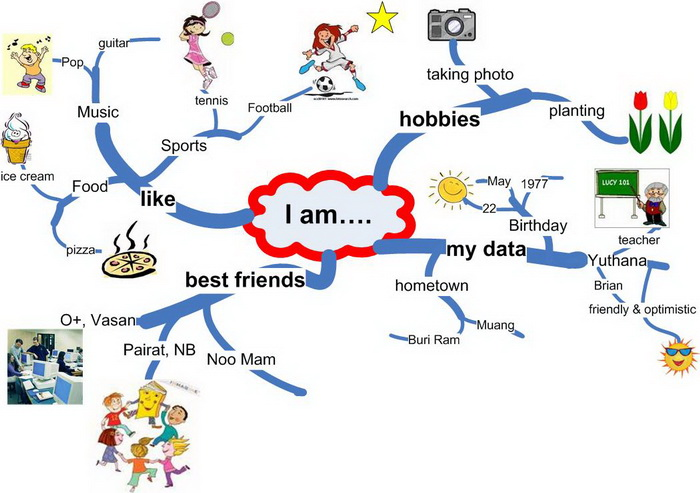 guitar
Pop
Music
tennis
Football
Sports
ice cream
Food
like
pizza
taking photo
hobbies
planting
I am....
May
1977
22
Birthday
my data
LUCY 101
teacher
Yuthana
Brian
friendly & optimistic
hometown
Muang
Buri Ram
best friends
O+, Vasan
Pairat, NB
Noo Mam